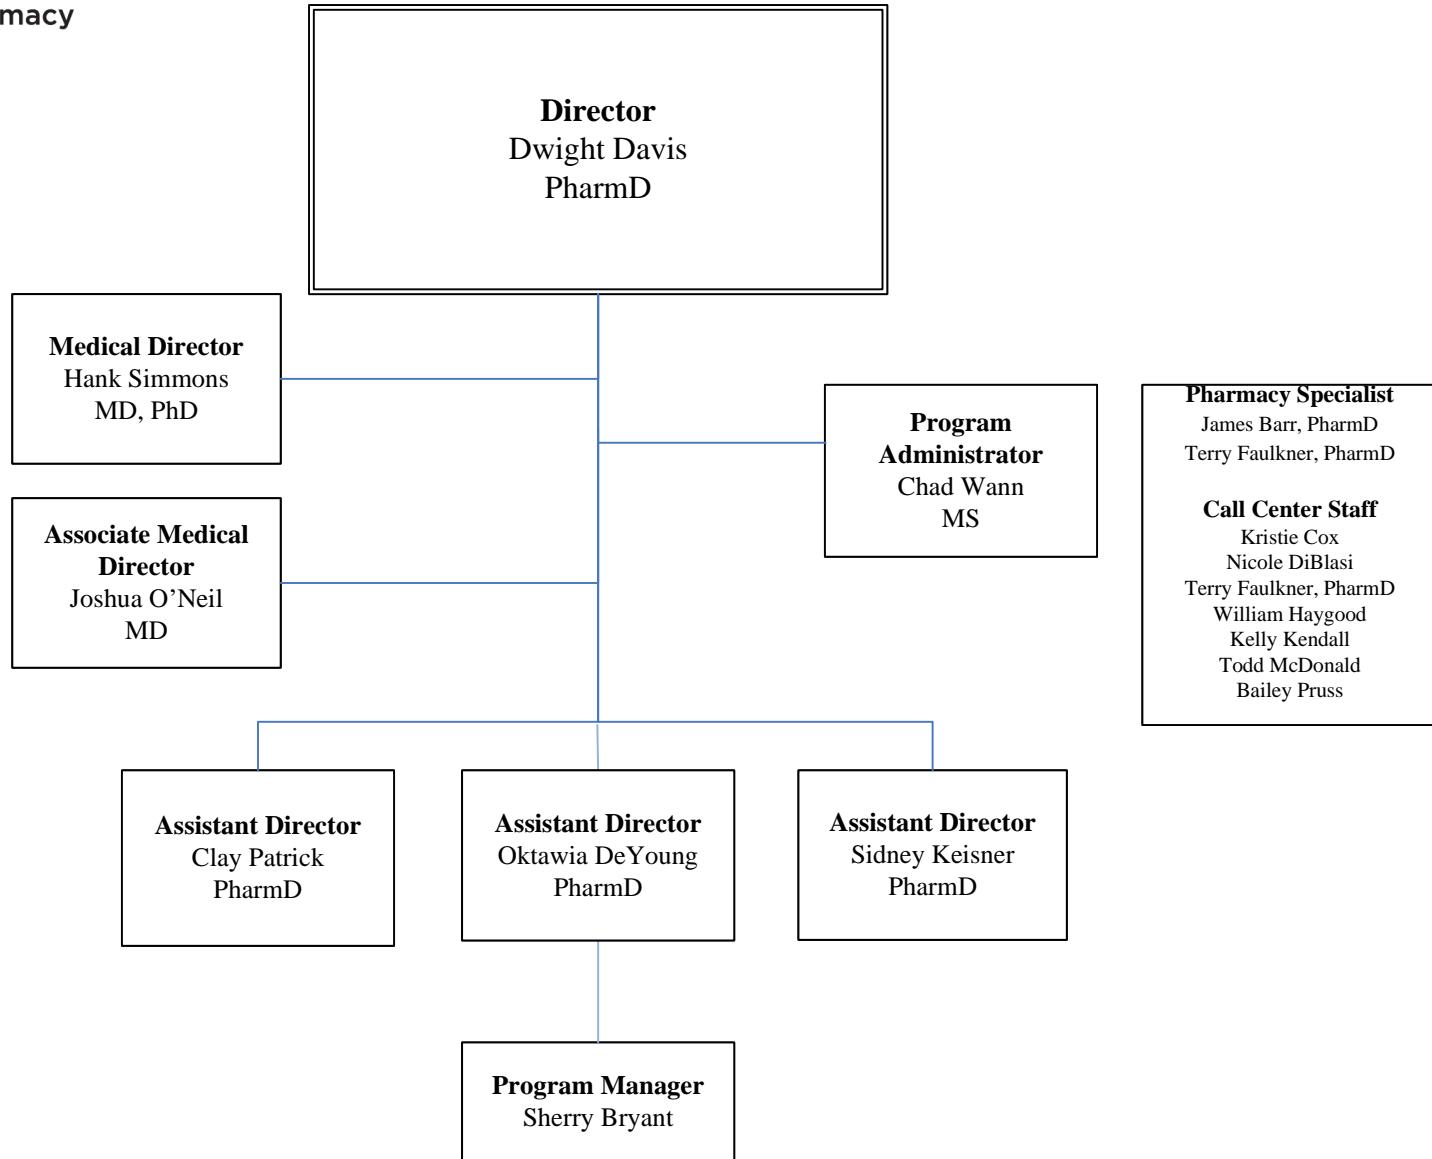 macy
Director
Dwight Davis
PharmD
Medical Director
Hank Simmons
MD, PhD
Program
Administrator
Chad Wann
MS
Pharmacy Specialist
James Barr, PharmD
Terry Faulkner, PharmD
Call Center Staff
Kristie Cox
Nicole DiBlasi
Terry Faulkner, PharmD
William Haygood
Kelly Kendall
Todd McDonald
Bailey Pruss
Associate Medical
Director
Joshua O’Neil
MD
Assistant Director
Clay Patrick
PharmD
Assistant Director
Oktawia DeYoung
PharmD
Assistant Director
Sidney Keisner
PharmD
Program Manager
Sherry Bryant